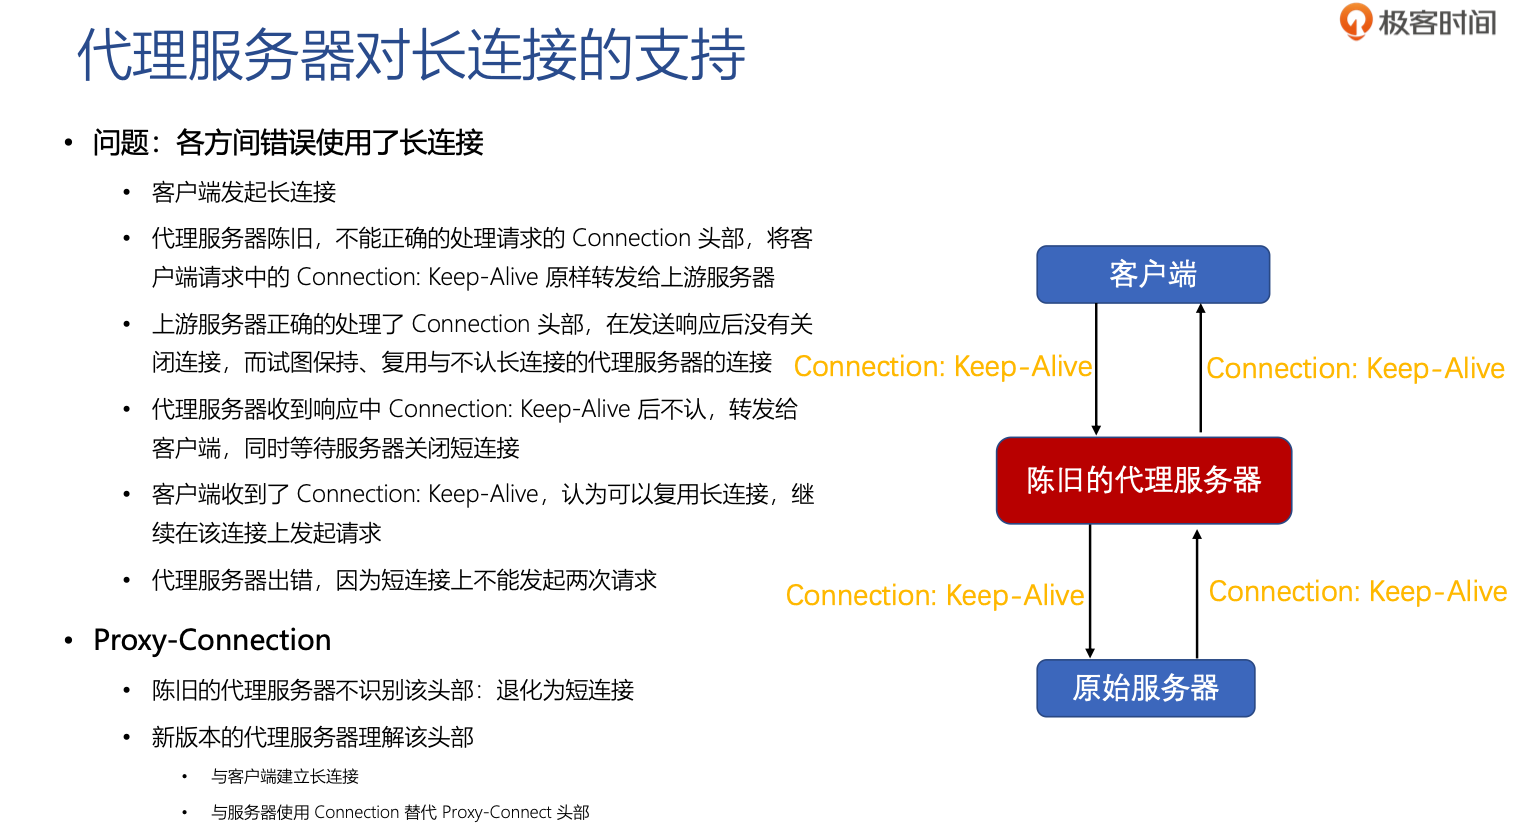 极客时间
代理服务器对长连接的支持
• 问题：各方间错误使用了长连接
• 客户端发起长连接
• 代理服务器陈旧，不能正确的处理请求的 Connection 头部，将客
户端请求中的 Connection: Keep-Alive 原样转发给上游服务器
• 上游服务器正确的处理了 Connection 头部，在发送响应后没有关
闭连接，而试图保持、复用与不认长连接的代理服务器的连接
• 代理服务器收到响应中 Connection: Keep-Alive 后不认，转发给
客户端，同时等待服务器关闭短连接
• 客户端收到了 Connection: Keep-Alive，认为可以复用长连接，继
续在该连接上发起请求
• 代理服务器出错，因为短连接上不能发起两次请求
• Proxy-Connection
• 陈旧的代理服务器不识别该头部：退化为短连接
• 新版本的代理服务器理解该头部
• 与客户端建立长连接
• 与服务器使用 Connection 替代 Proxy-Connect 头部
客户端
Connection: Keep-Alive
Connection: Keep-Alive
陈旧的代理服务器
Connection: Keep-Alive
Connection: Keep-Alive
原始服务器